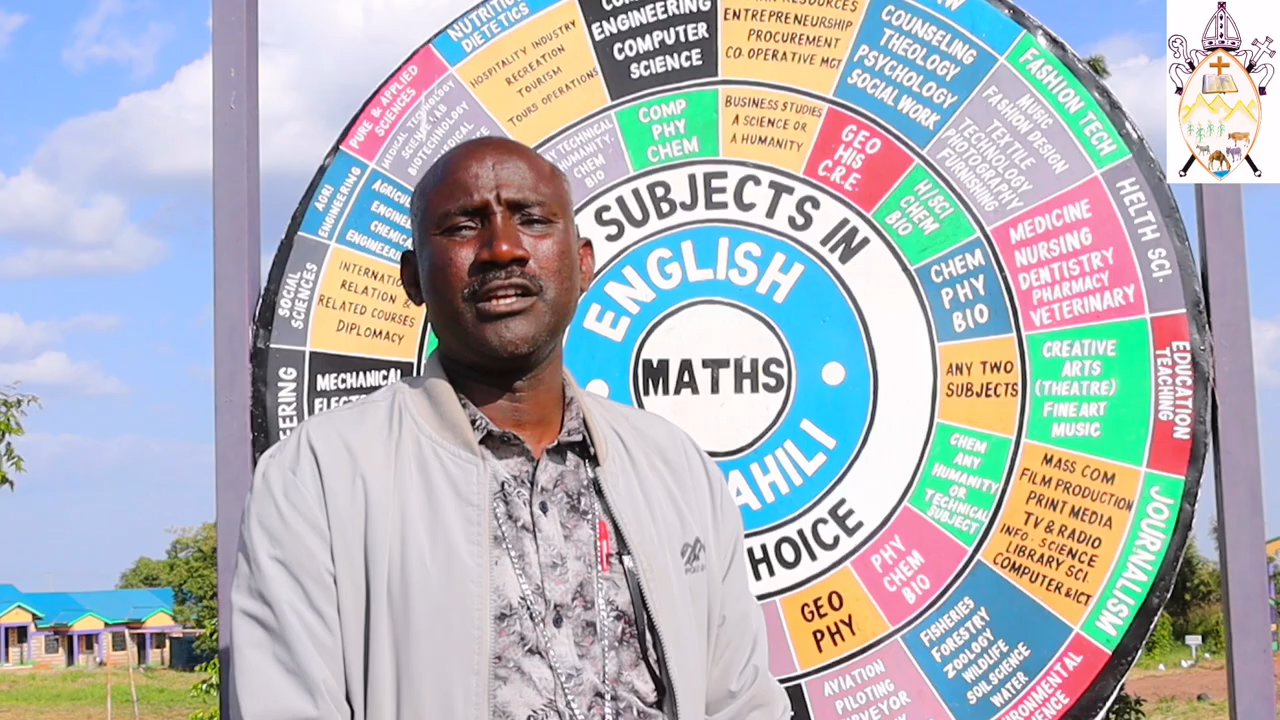 NUTRITION
DIETETICS
HOSPITALITY INDUSTRY
RECREATION
TOURISM
TOURS OPERATIONS
ENGINEERING
COMPUTER
SCIENCE
ENTREPRENEURSHIP
PROCUREMENT
CO-OPERATIVE MGT
COUNSELING
THEOLOGY
PSYCHOLOGY
SOCIAL WORK
FASHION TECH
MUSIC
FASHION DESIGN
TEXTILE
TECHNOLOGY
PHOTOGRAPHY
FURNISHING
HELTH SCI.
MEDICINE
NURSING
DENTISTRY
PHARMACY
VETERINARY
EDUCATION
TEACHING
CREATIVE
ARTS
(THEATRE)
FINE ART
MUSIC
JOURNALISM
MASS COM
FILM PRODUCTION
PRINT MEDIA
TV & RADIO
INFO-SCIENCE
LIBRARY SCI.
COMPUTER & ICT
FISHERIES
FORESTRY
ZOOLOGY
WILDLIFE
SOIL SCIENCE
WATER
AVIATION
PILOTING
PURE & APPLIED
SCIENCES
MEDICAL TECHNOLOGY
BIOTECHNOLOGY
AGRI
ENGINEERING
SOCIAL
SCIENCES
RELATION &
RELATED COURSES
DIPLOMACY
MECHANICAL
TECHNICAL
CHEM
BIO
COMP
PHY
CHEM
BUSINESS STUDIES
A SCIENCE OR
A HUMANITY
GEO
HIS
C.R.E
H/SCI
CHEM
BIO
CHEM
PHY
BIO
ANY TWO
SUBJECTS
CHEM
ANY
HUMANITY
OR
TECHNICAL
SUBJECT
PHY
CHEM
BIO
GEO
PHY
SUBJECTS IN
ENGLISH
MATHS